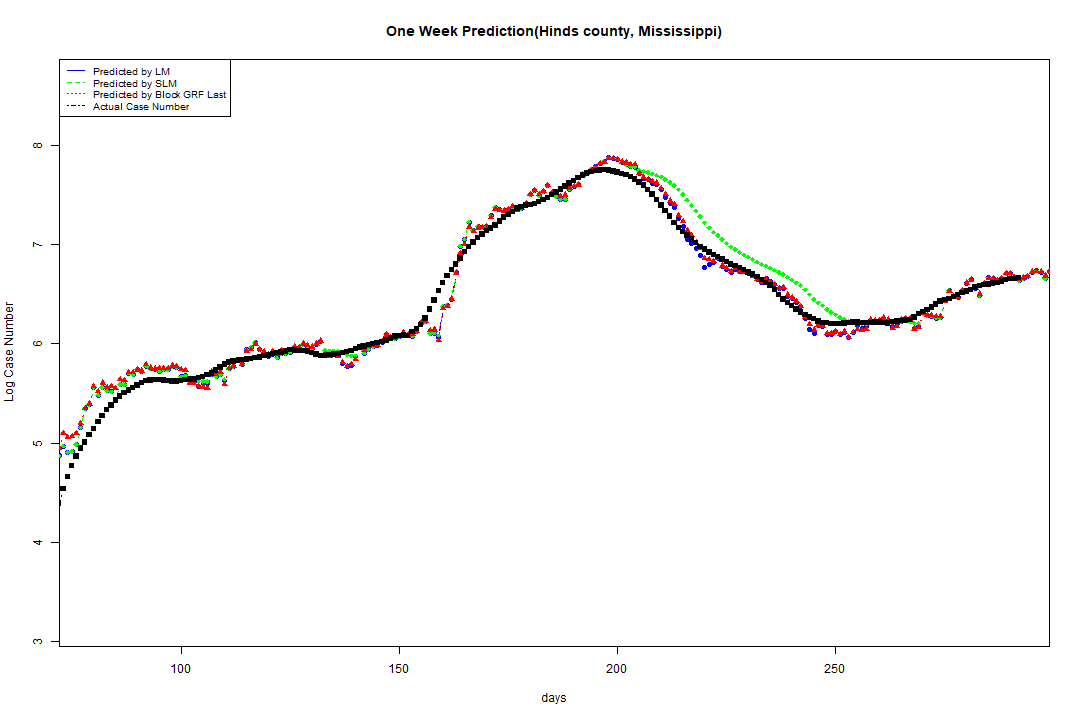 One Week Prediction(Hinds county, Mississippi)
Predicted by LM
Predicted by SLM
Predicted by Block GRF Last
Actual Case Number
8
7
6
5
4
3
Log Case Number
100 150 200 250
days